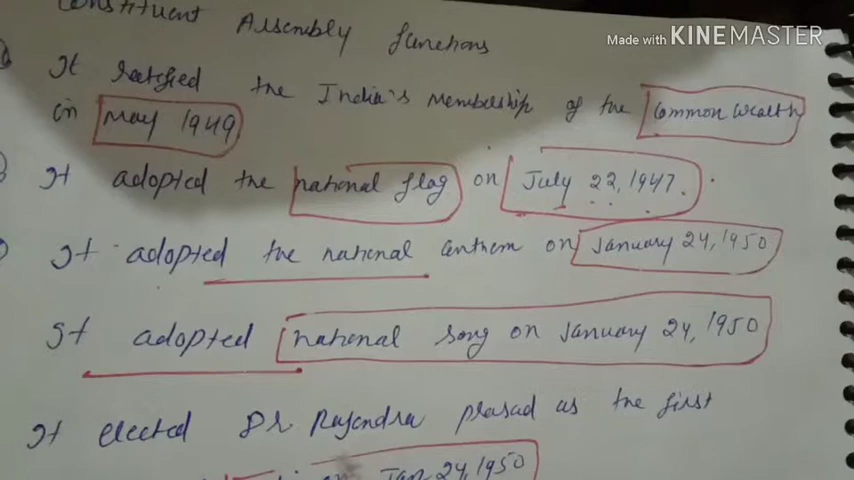 Constituent Assembly functions
Made with KINEMASTER
It ratified the India's Membership of the Common wealth
in May 1949
It adopted the national flag on July 22, 1947.
It adopted the national anthem on January 24, 1950
It adopted national song on January 24, 1950
It elected Dr. Rajendra prasad as the first
Jan 24, 1950